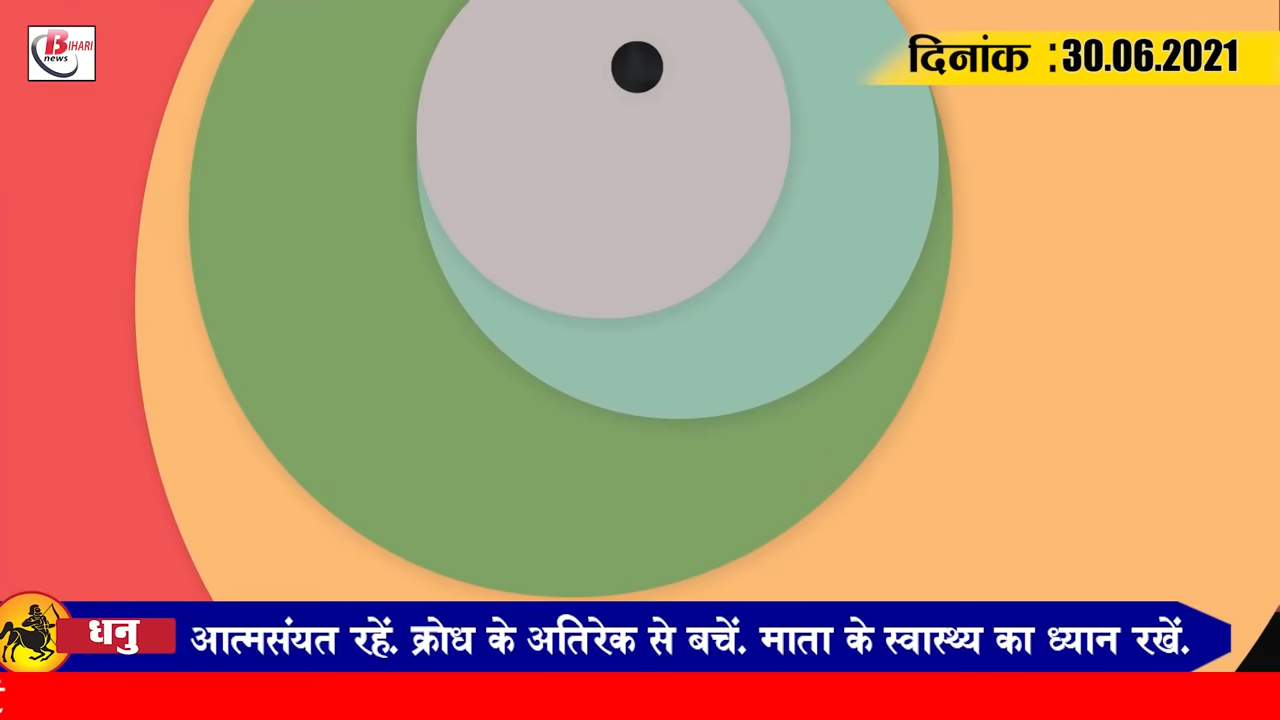 BIHARI
news
दिनांक :30.06.2021
धनु
आत्मसंयत रहें. क्रोध के अतिरेक से बचें. माता के स्वास्थ्य का ध्यान रखें.